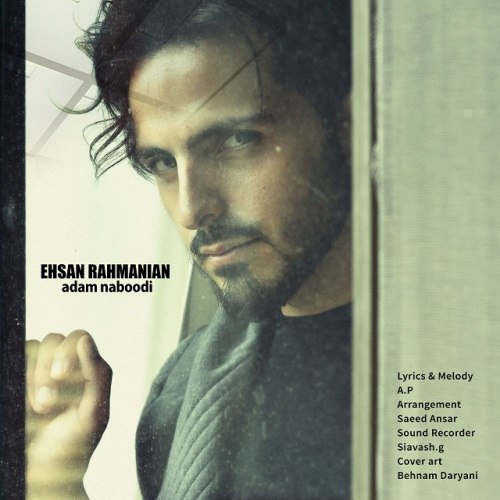 EHSAN RAHMANIAN
adam naboodi
Lyrics & Melody
A.P
Arrangement
Saeed Ansar
Sound Recorder
Siavash.g
Cover art
Behnam Daryani